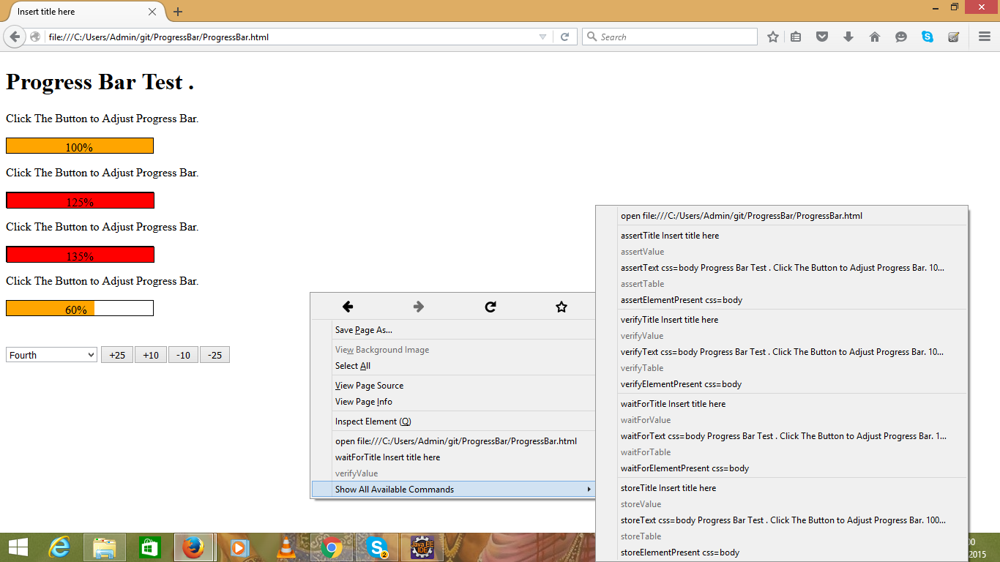 Insert title here
file:///C:/Users/Admin/git/ProgressBar/ProgressBar.html
Search
Progress Bar Test .
Click The Button to Adjust Progress Bar.
100%
Click The Button to Adjust Progress Bar.
125%
Click The Button to Adjust Progress Bar.
135%
Click The Button to Adjust Progress Bar.
60%
Fourth +25 +10 -10 -25
Save Page As...
View Background Image
Select All
View Page Source
View Page Info
Inspect Element (Q)
open file:///C:/Users/Admin/git/ProgressBar/ProgressBar.html
waitForTitle Insert title here
verifyValue
Show All Available Commands
open file:///C:/Users/Admin/git/ProgressBar/ProgressBar.html
assertTitle Insert title here
assertValue
assertText css=body Progress Bar Test . Click The Button to Adjust Progress Bar. 10...
assertTable
assertElementPresent css=body
verifyTitle Insert title here
verifyValue
verifyText css=body Progress Bar Test . Click The Button to Adjust Progress Bar. 10...
verifyTable
verifyElementPresent css=body
waitForTitle Insert title here
waitForValue
waitForText css=body Progress Bar Test . Click The Button to Adjust Progress Bar. 1...
waitForTable
waitForElementPresent css=body
storeTitle Insert title here
storeValue
storeText css=body Progress Bar Test . Click The Button to Adjust Progress Bar. 100...
storeTable
storeElementPresent css=body
2
Java EE
IDE
00
2015